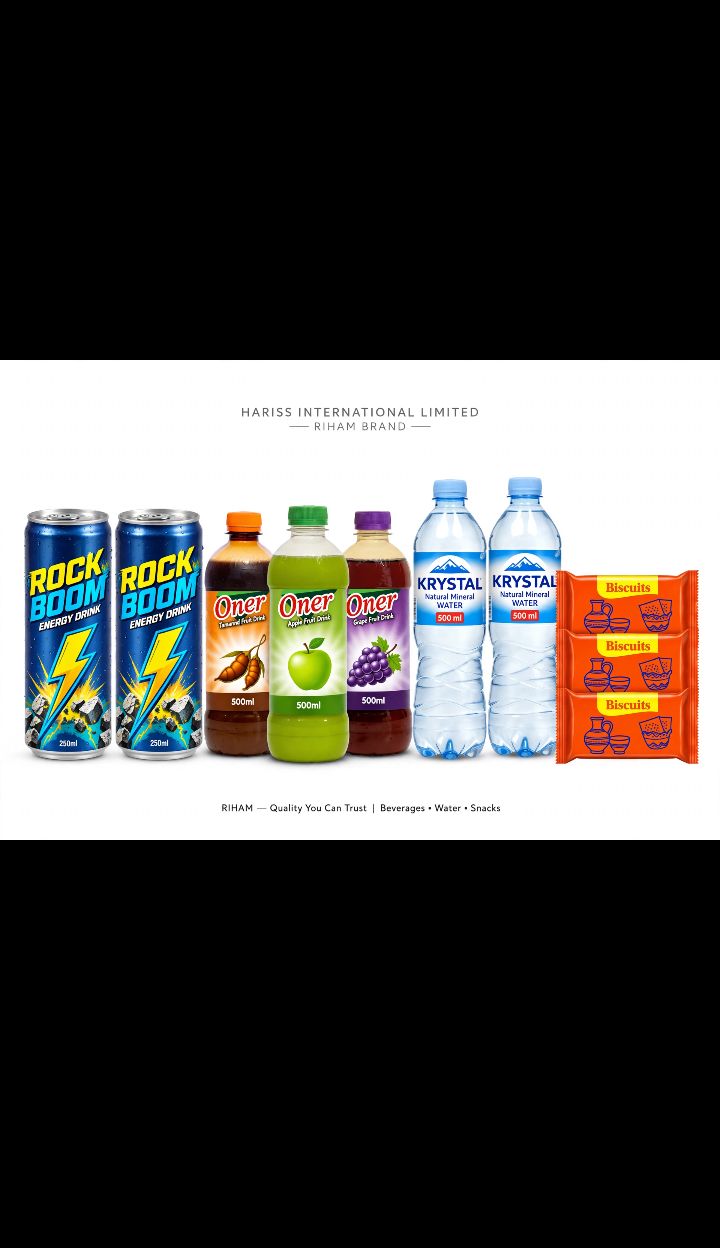 HARISS INTERNATIONAL LIMITED
RIHAM BRAND
ROCK
BOOM
ENERGY DRINK
250ml
ROCK
BOOM
ENERGY DRINK
250ml
Oner
Tamarind Fruit Drink
500ml
Oner
Apple Fruit Drink
500ml
Oner
Grape Fruit Drink
500ml
KRYSTAL
Natural Mineral
WATER
500 ml
KRYSTAL
Natural Mineral
WATER
500 ml
Biscuits
Biscuits
Biscuits
RIHAM — Quality You Can Trust | Beverages • Water • Snacks